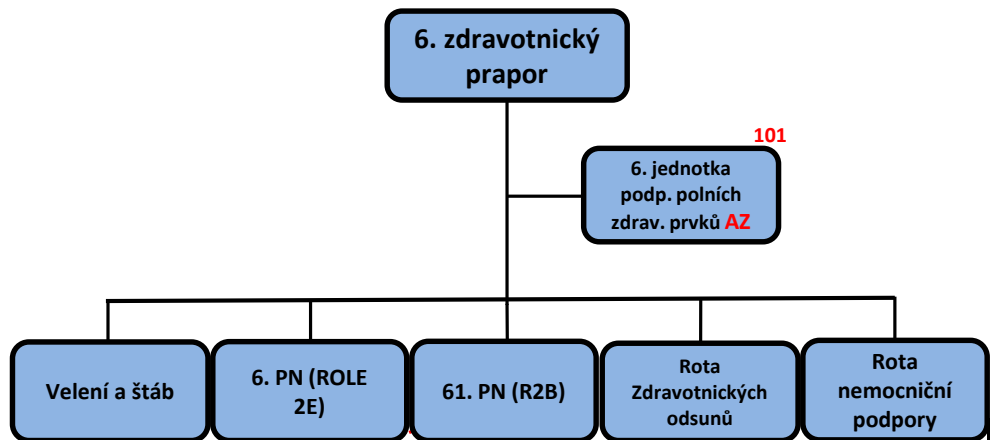 6. zdravotnický
prapor
101
6. jednotka
podp. polních
zdrav. prvků AZ
Velení a štáb
6. PN (ROLE
2E)
61. PN (R2B)
Rota
Zdravotnických
odsunů
Rota
nemocniční
podpory